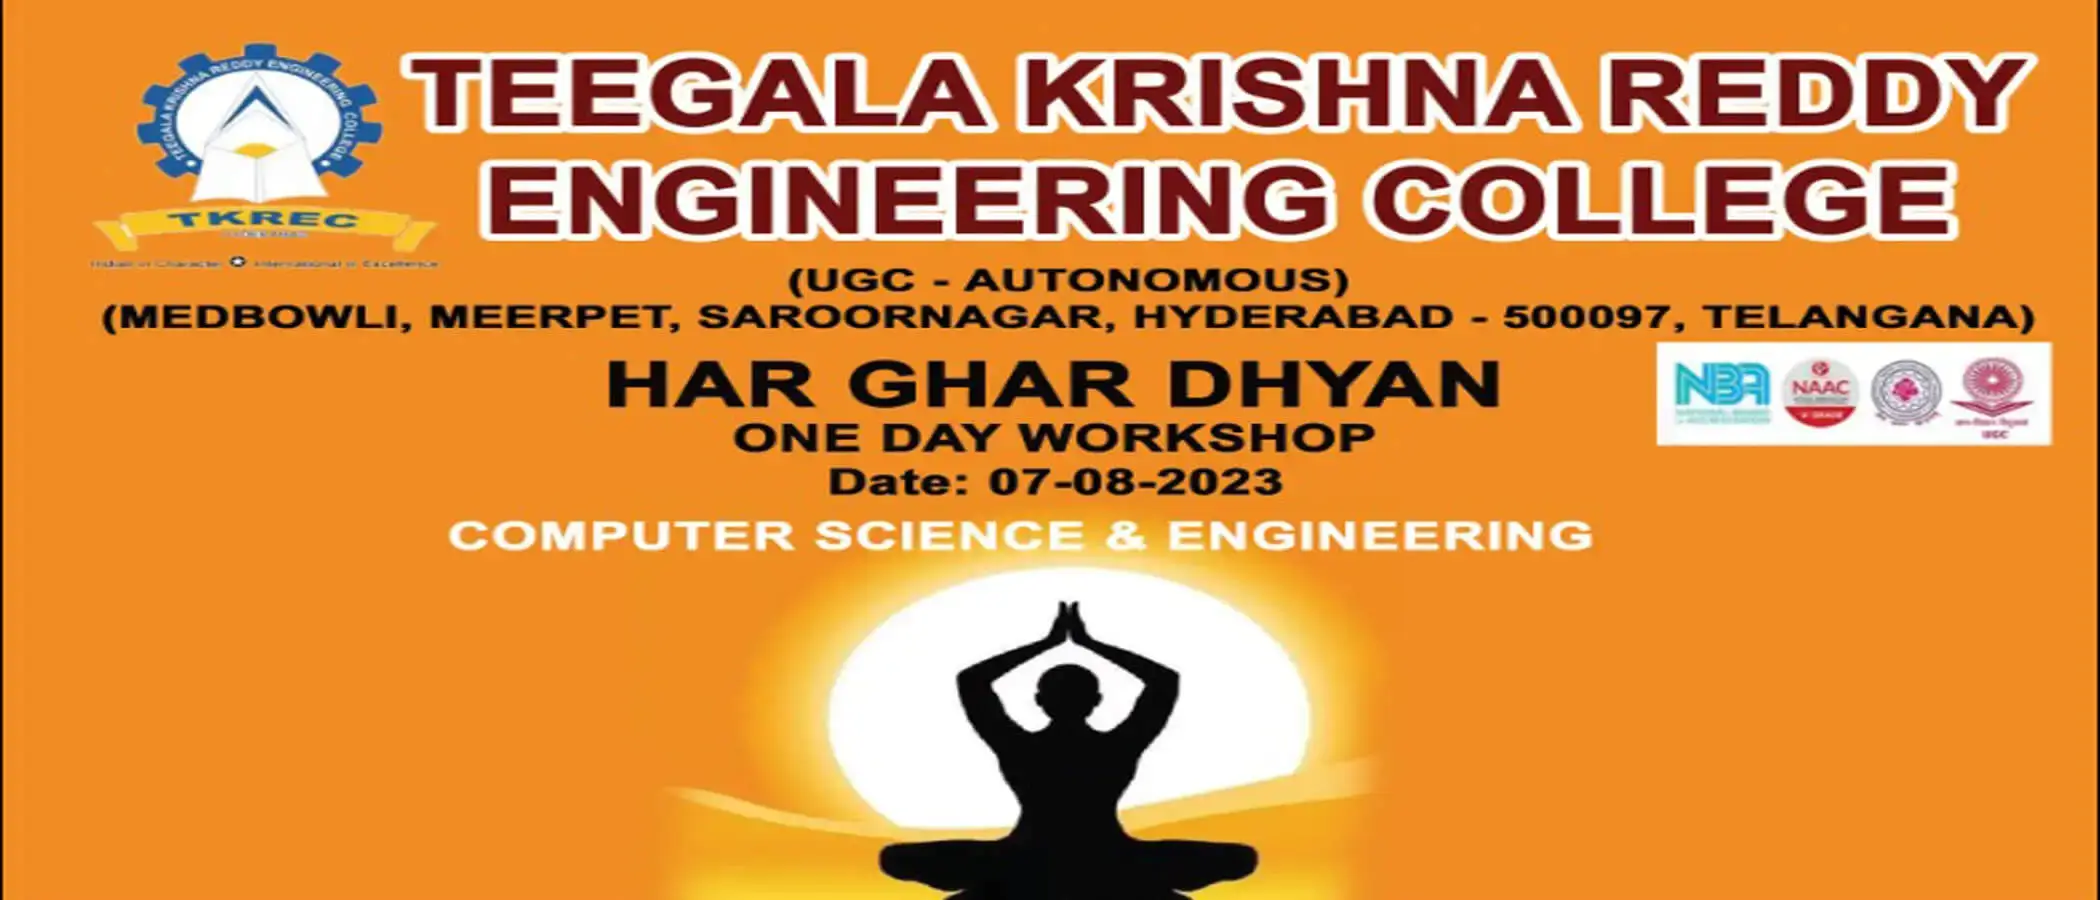 TEEGALA KRISHNA REDDY ENGINEERING COLLEGE
TKREC
TEEGALA KRISHNA REDDY
ENGINEERING COLLEGE
(UGC - AUTONOMOUS)
(MEDBOWLI, MEERPET, SAROORNAGAR, HYDERABAD - 500097, TELANGANA)
HAR GHAR DHYAN
ONE DAY WORKSHOP
Date: 07-08-2023
NBA
NAAC
UGC
COMPUTER SCIENCE & ENGINEERING